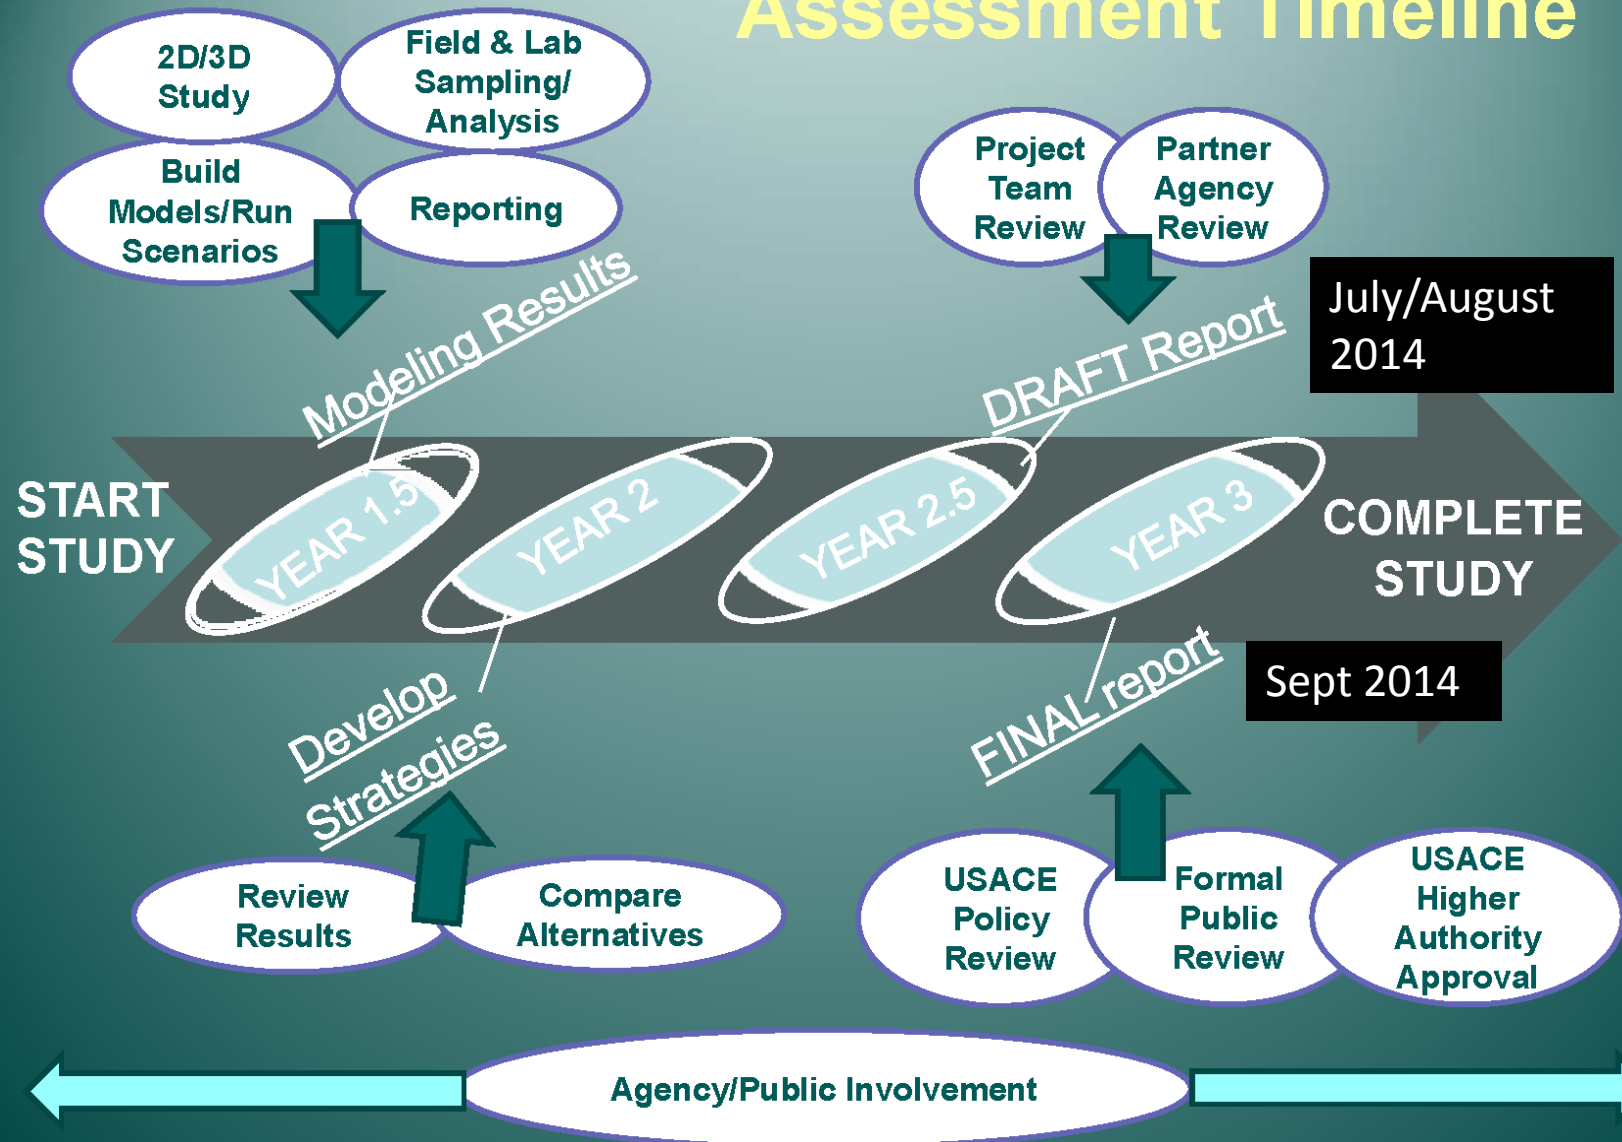 Assessment Timeline
2D/3D
Study
Field & Lab
Sampling/
Analysis
Build
Models/Run
Scenarios
Reporting
Project
Team
Review
Partner
Agency
Review
July/August
2014
Modeling Results
DRAFT Report
START
STUDY
YEAR 1.5
YEAR 2
YEAR 2.5
YEAR 3
COMPLETE
STUDY
Sept 2014
Develop
Strategies
FINAL report
Review
Results
Compare
Alternatives
USACE
Policy
Review
Formal
Public
Review
USACE
Higher
Authority
Approval
Agency/Public Involvement